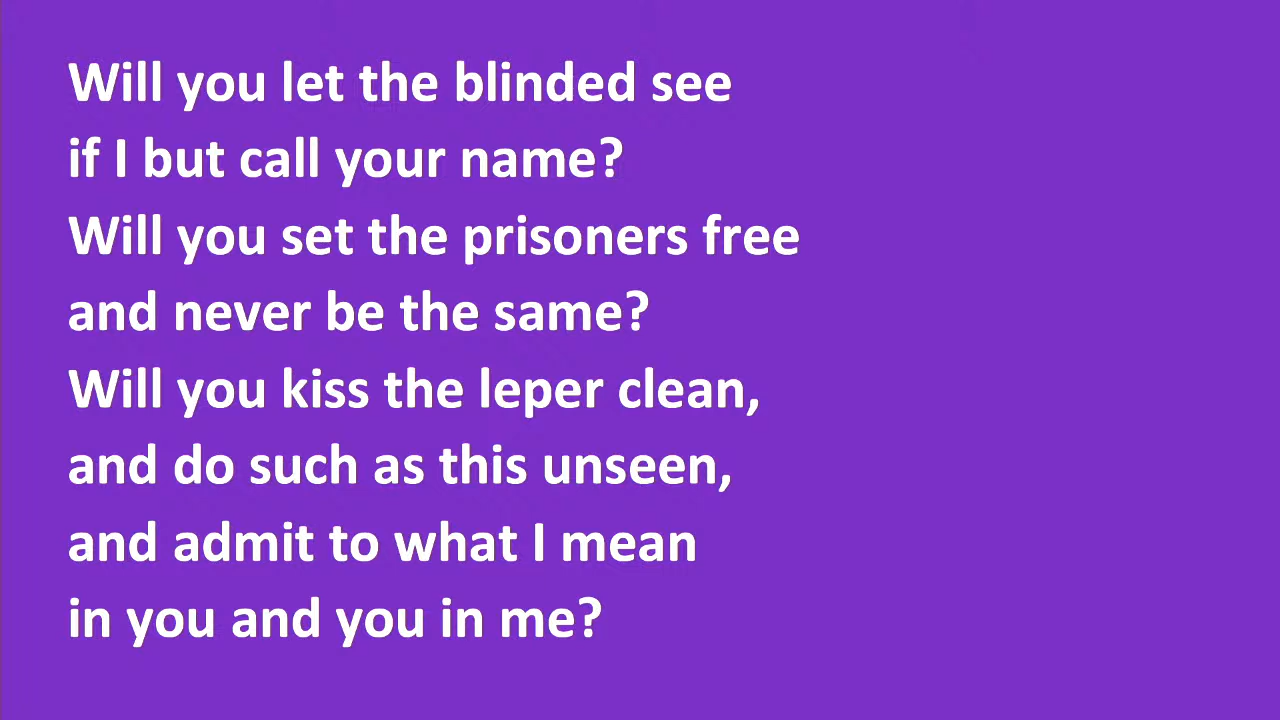 Will you let the blinded see
if I but call your name?
Will you set the prisoners free
and never be the same?
Will you kiss the leper clean,
and do such as this unseen,
and admit to what I mean
in you and you in me?